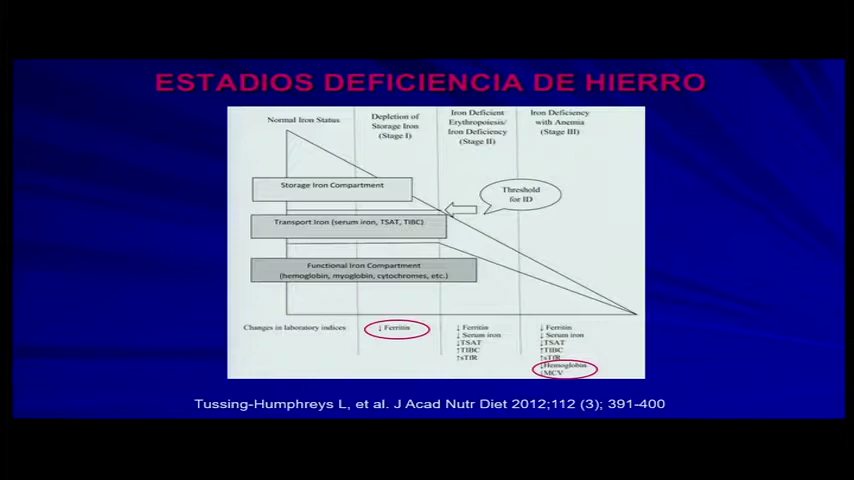 ESTADIOS DEFICIENCIA DE HIERRO
Normal Iron Status
Depletion of
Storage Iron
(Stage I)
Iron Deficient
Erythropoiesis/
Iron Deficiency
(Stage II)
Iron Deficiency
with Anemia
(Stage III)
Storage Iron Compartment
Threshold
for ID
Transport Iron (serum iron, TSAT, TIBC)
Functional Iron Compartment
(hemoglobin, myoglobin, cytochromes, etc.)
Changes in laboratory indices
↓ Ferritin
↓ Ferritin
↓ Serum iron
↓TSAT
↑TIBC
↑sTfR
↓ Ferritin
↓ Serum iron
↓TSAT
↑TIBC
↑sTfR
↓Hemoglobin
↓MCV
Tussing-Humphreys L, et al. J Acad Nutr Diet 2012;112 (3); 391-400